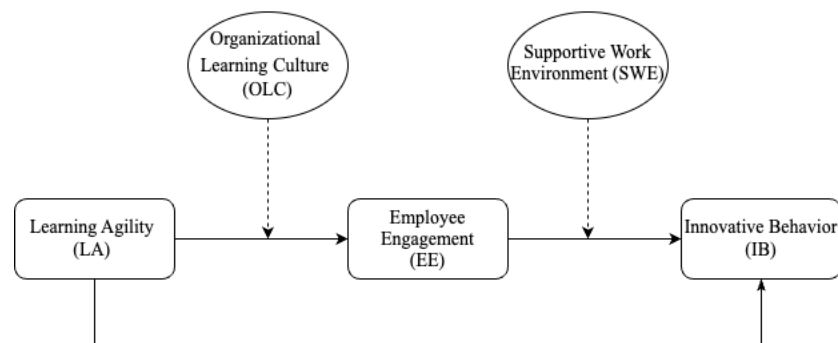 Organizational
Learning Culture
(OLC)
Supportive Work
Environment (SWE)
Learning Agility
(LA)
Employee
Engagement
(EE)
Innovative Behavior
(IB)